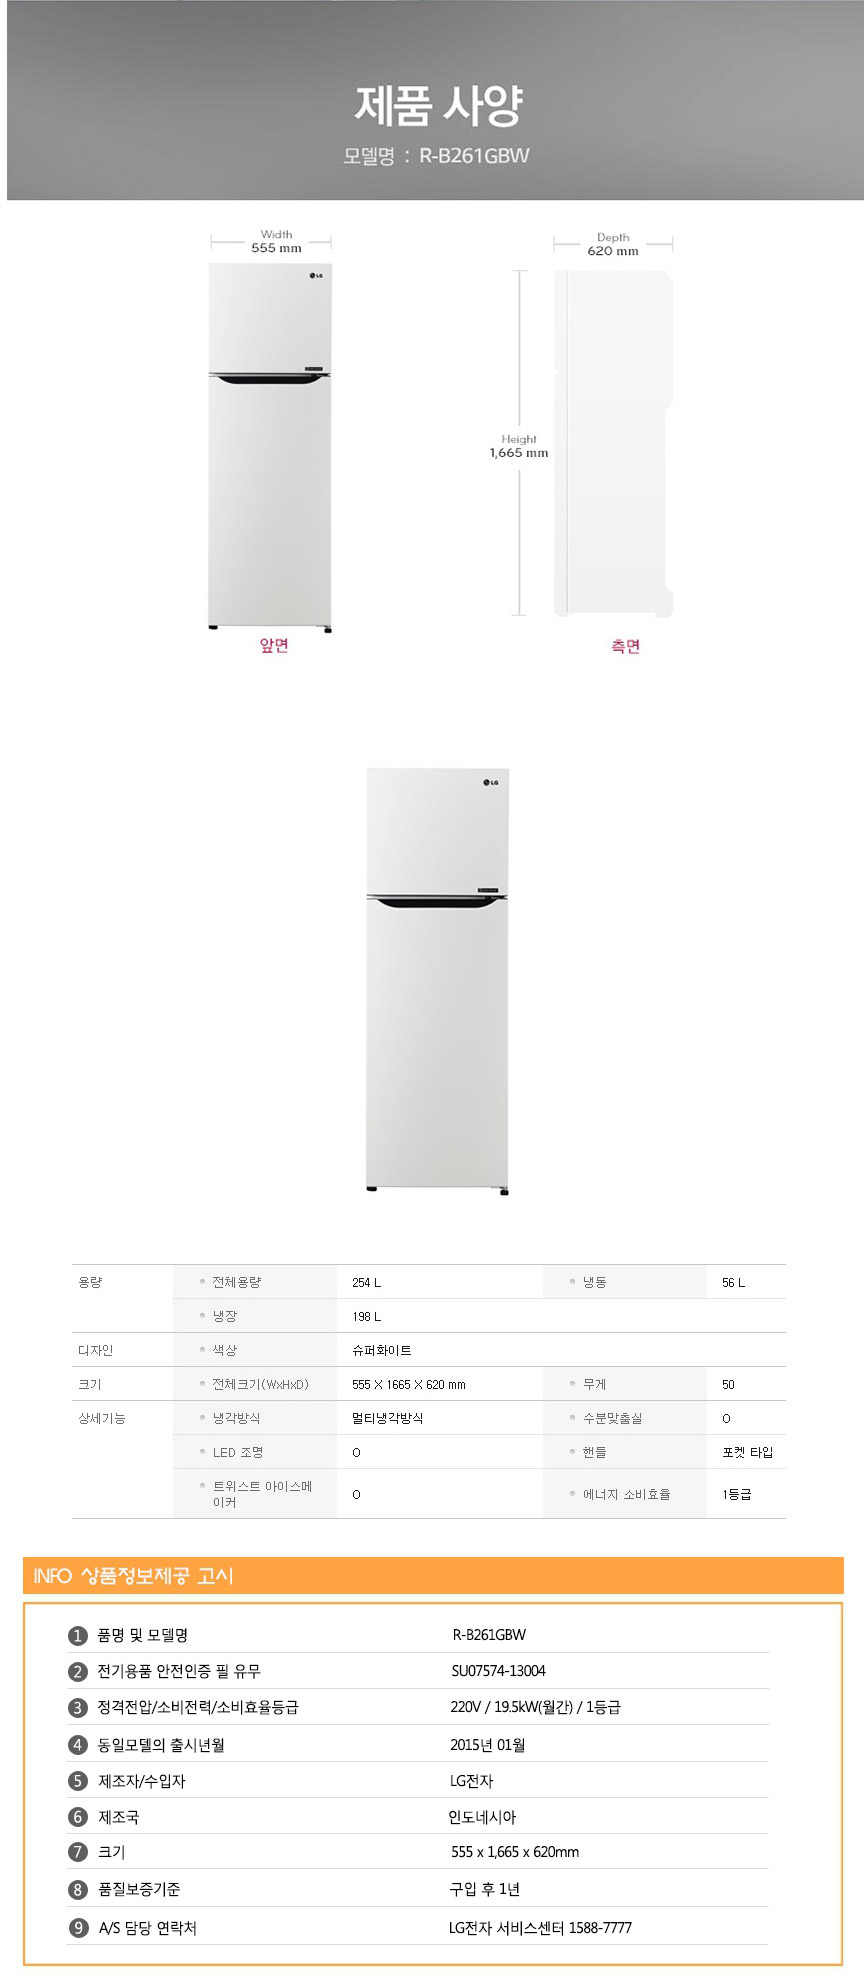 제품 사양
모델명 : R-B261GBW
Width
555 mm
Depth
620 mm
LG
Height
1,665 mm
앞면
측면
LG
용량 전체용량 254 L 냉동 56 L
냉장 198 L
디자인 색상 슈퍼화이트
크기 전체크기(WxHxD) 555 X 1665 X 620 mm 무게 50
상세기능 냉각방식 멀티냉각방식 수분맞춤실 O
LED 조명 O 핸들 포켓 타입
트위스트 아이스메
이커 O 에너지 소비효율 1등급
INFO 상품정보제공 고시
1 품명 및 모델명 R-B261GBW
2 전기용품 안전인증 필 유무 SU07574-13004
3 정격전압/소비전력/소비효율등급 220V / 19.5kW(월간) / 1등급
4 동일모델의 출시년월 2015년 01월
5 제조자/수입자 LG전자
6 제조국 인도네시아
7 크기 555 x 1,665 x 620mm
8 품질보증기준 구입 후 1년
9 A/S 담당 연락처 LG전자 서비스센터 1588-7777